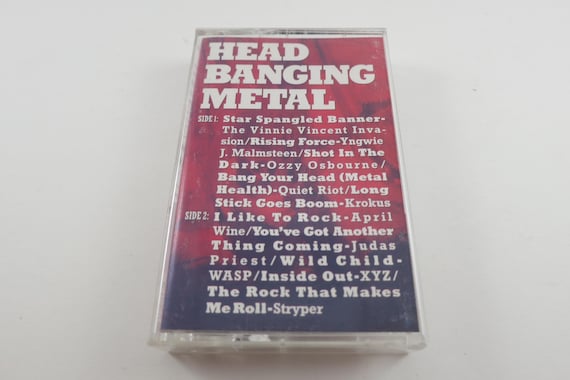 HEAD
BANGING
METAL
SIDE 1: Star Spangled Banner-
The Vinnie Vincent Inva-
sion/Rising Force-Yngwie
J. Malmsteen/Shot In The
Dark-Ozzy Osbourne/
Bang Your Head (Metal
Health)-Quiet Riot/Long
Stick Goes Boom-Krokus
SIDE 2: I Like To Rock-April
Wine/You've Got Another
Thing Coming-Judas
Priest/Wild Child-
WASP/Inside Out-XYZ/
The Rock That Makes
Me Roll-Stryper